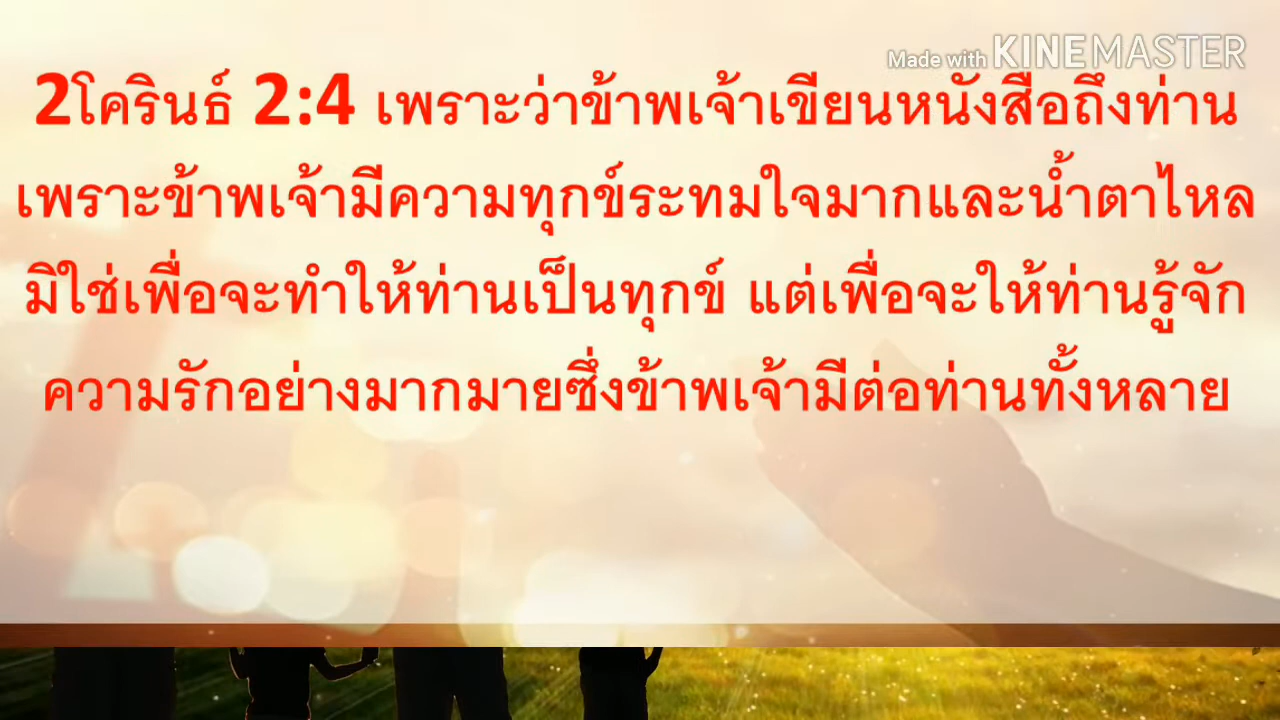 Made with KINEMASTER
2โครินธ์ 2:4 เพราะว่าข้าพเจ้าเขียนหนังสือถึงท่าน
เพราะข้าพเจ้ามีความทุกข์ระทมใจมากและน้ำตาไหล
มิใช่เพื่อจะทำให้ท่านเป็นทุกข์ แต่เพื่อจะให้ท่านรู้จัก
ความรักอย่างมากมายซึ่งข้าพเจ้ามีต่อท่านทั้งหลาย